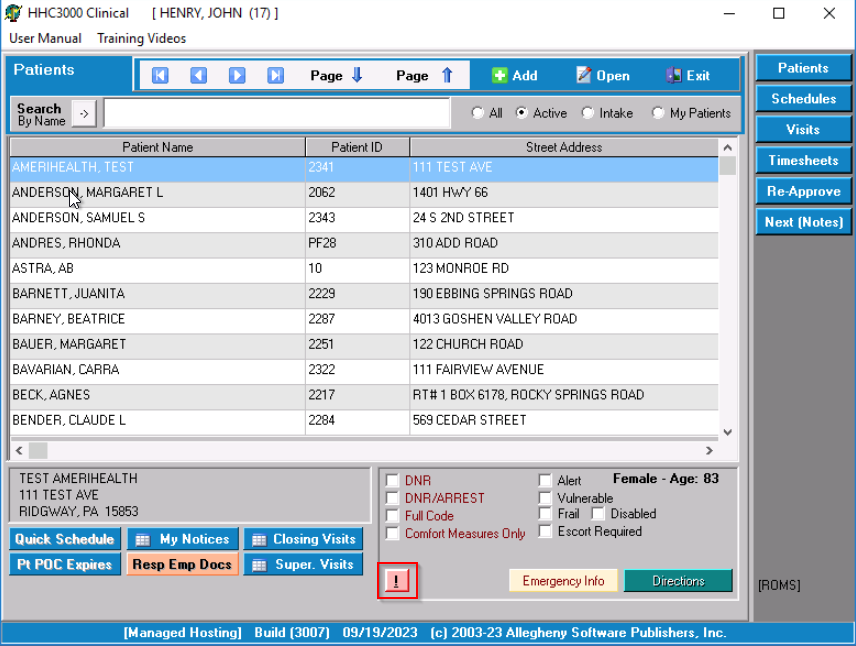 HHC3000 Clinical [ HENRY, JOHN (17) ]
User Manual Training Videos
Patients Page Page Add Open Exit
Search
By Name -> All Active Intake My Patients
Patient Name Patient ID Street Address
AMERIHEALTH, TEST 2341 111 TEST AVE
ANDERSON, MARGARET L 2062 1401 HWY 66
ANDERSON, SAMUEL S 2343 24 S 2ND STREET
ANDRES, RHONDA PF28 310 ADD ROAD
ASTRA, AB 10 123 MONROE RD
BARNETT, JUANITA 2229 190 EBBING SPRINGS ROAD
BARNEY, BEATRICE 2287 4013 GOSHEN VALLEY ROAD
BAUER, MARGARET 2251 122 CHURCH ROAD
BAVARIAN, CARRA 2322 111 FAIRVIEW AVENUE
BECK, AGNES 2217 RT# 1 BOX 6178, ROCKY SPRINGS ROAD
BENDER, CLAUDE L 2284 569 CEDAR STREET
Patients
Schedules
Visits
Timesheets
Re-Approve
Next (Notes)
TEST AMERIHEALTH
111 TEST AVE
RIDGWAY, PA 15853
Quick Schedule My Notices Closing Visits
Pt POC Expires Resp Emp Docs Super. Visits
DNR Alert Female - Age: 83
DNR/ARREST Vulnerable
Full Code Frail Disabled
Comfort Measures Only Escort Required
! Emergency Info Directions
[ROMS]
[Managed Hosting] Build (3007) 09/19/2023 (c) 2003-23 Allegheny Software Publishers, Inc.